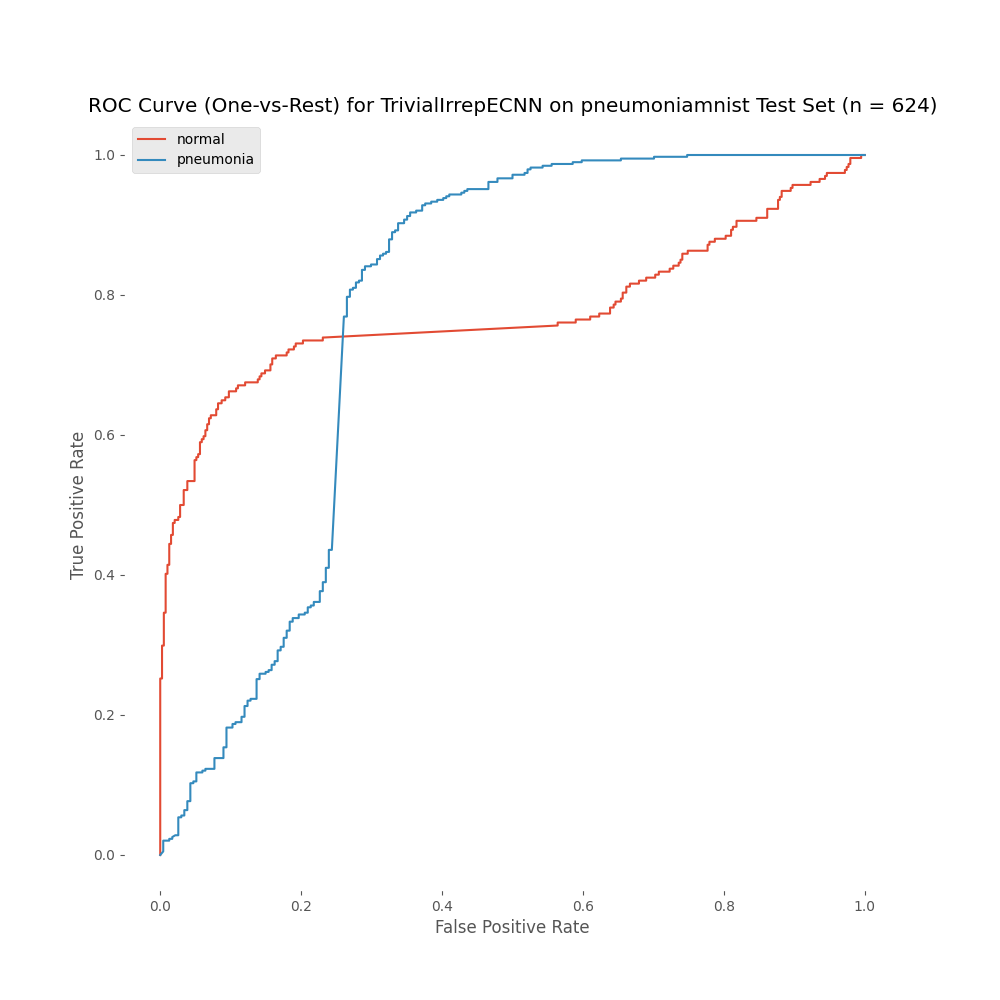 ROC Curve (One-vs-Rest) for TrivialIrrepECNN on pneumoniamnist Test Set (n = 624)
normal
pneumonia
1.0
0.8
0.6
0.4
0.2
0.0
True Positive Rate
0.0 0.2 0.4 0.6 0.8 1.0
False Positive Rate